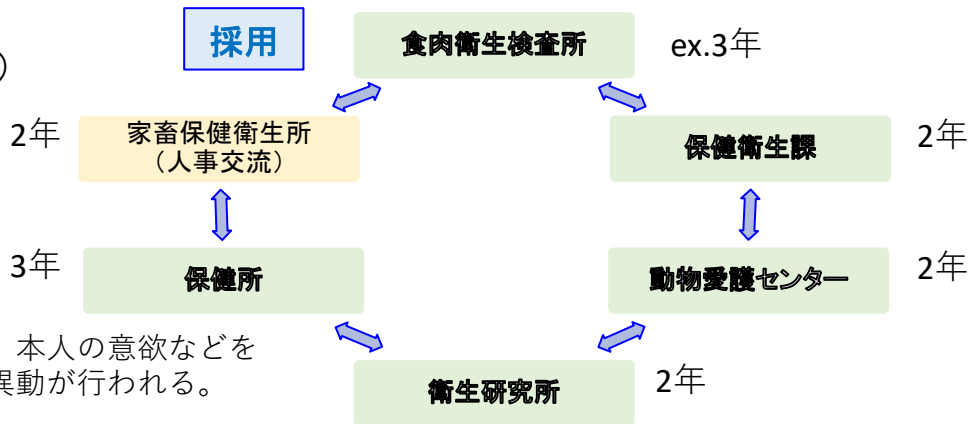 採用
食肉衛生検査所
ex.3年
)
2年
家畜保健衛生所
（人事交流）
保健衛生課
2年
3年
保健所
動物愛護センター
2年
本人の意欲などを
異動が行われる。
衛生研究所
2年